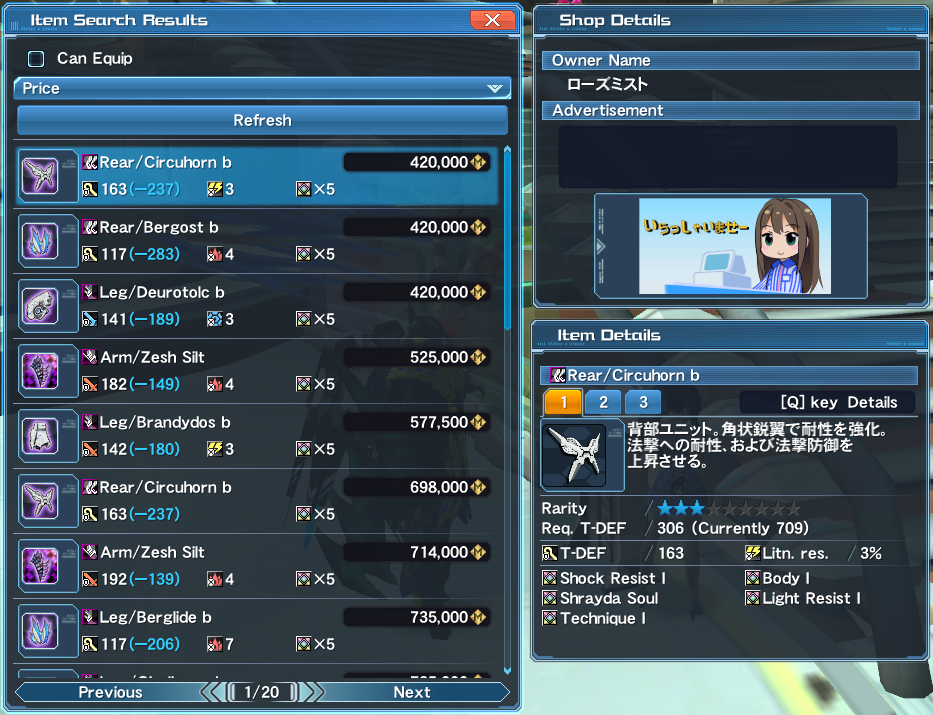 Item Search Results
Can Equip
Price
Refresh
Rear/Circuhorn b
420,000
163(-237)
3
×5
Rear/Bergost b
420,000
117(-283)
4
×5
Leg/Deurotolc b
420,000
141(-189)
3
×5
Arm/Zesh Silt
525,000
182(-149)
4
×5
Leg/Brandydos b
577,500
142(-180)
3
×5
Rear/Circuhorn b
698,000
163(-237)
×5
Arm/Zesh Silt
714,000
192(-139)
4
×5
Leg/Berglide b
735,000
117(-206)
7
×5
Previous
1/20
Next
Shop Details
Owner Name
ローズミスト
Advertisement
いらっしゃいませー
Item Details
Rear/Circuhorn b
1 2 3
[Q] key Details
背部ユニット。角状鋭翼で耐性を強化。
法撃への耐性、および法撃防御を
上昇させる。
Rarity / ★★★★★★★★★★
Req. T-DEF / 306 (Currently 709)
T-DEF / 163
Litn. res. / 3%
Shock Resist I
Body I
Shrayda Soul
Light Resist I
Technique I